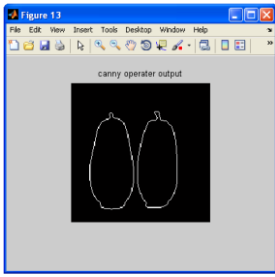 Figure 13
File Edit View Insert Tools Desktop Window Help
canny operater output